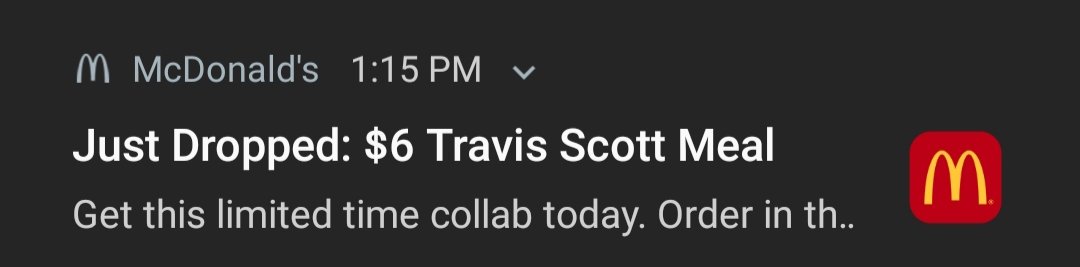 McDonald's 1:15 PM
Just Dropped: $6 Travis Scott Meal
Get this limited time collab today. Order in th..